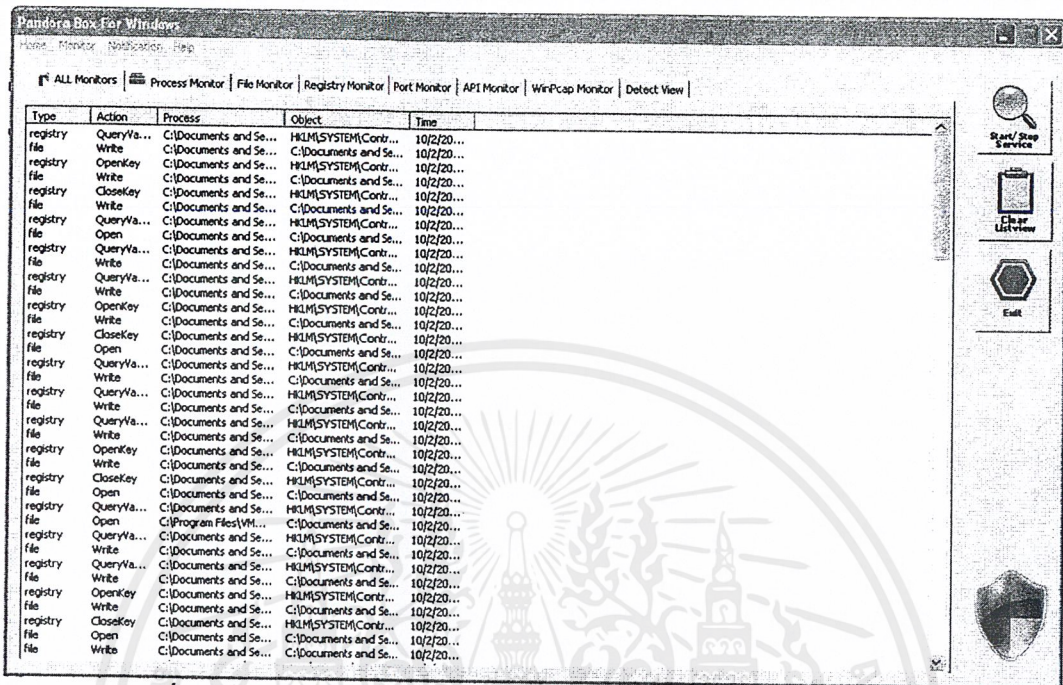 Pandora Box For Windows
Home Monitor Notification Help
ALL Monitors Process Monitor File Monitor Registry Monitor Port Monitor API Monitor WinPcap Monitor Detect View
Type Action Process Object Time
registry QueryVa... C:\Documents and Se... HKLM\SYSTEM\Contr... 10/2/20...
file Write C:\Documents and Se... C:\Documents and Se... 10/2/20...
registry OpenKey C:\Documents and Se... HKLM\SYSTEM\Contr... 10/2/20...
file Write C:\Documents and Se... C:\Documents and Se... 10/2/20...
registry CloseKey C:\Documents and Se... HKLM\SYSTEM\Contr... 10/2/20...
file Write C:\Documents and Se... C:\Documents and Se... 10/2/20...
registry QueryVa... C:\Documents and Se... HKLM\SYSTEM\Contr... 10/2/20...
file Open C:\Documents and Se... C:\Documents and Se... 10/2/20...
registry QueryVa... C:\Documents and Se... HKLM\SYSTEM\Contr... 10/2/20...
file Write C:\Documents and Se... C:\Documents and Se... 10/2/20...
registry QueryVa... C:\Documents and Se... HKLM\SYSTEM\Contr... 10/2/20...
file Write C:\Documents and Se... C:\Documents and Se... 10/2/20...
registry OpenKey C:\Documents and Se... HKLM\SYSTEM\Contr... 10/2/20...
file Write C:\Documents and Se... C:\Documents and Se... 10/2/20...
registry CloseKey C:\Documents and Se... HKLM\SYSTEM\Contr... 10/2/20...
file Open C:\Documents and Se... C:\Documents and Se... 10/2/20...
registry QueryVa... C:\Documents and Se... HKLM\SYSTEM\Contr... 10/2/20...
file Write C:\Documents and Se... C:\Documents and Se... 10/2/20...
registry QueryVa... C:\Documents and Se... HKLM\SYSTEM\Contr... 10/2/20...
file Write C:\Documents and Se... C:\Documents and Se... 10/2/20...
registry QueryVa... C:\Documents and Se... HKLM\SYSTEM\Contr... 10/2/20...
file Write C:\Documents and Se... C:\Documents and Se... 10/2/20...
registry OpenKey C:\Documents and Se... HKLM\SYSTEM\Contr... 10/2/20...
file Write C:\Documents and Se... C:\Documents and Se... 10/2/20...
registry CloseKey C:\Documents and Se... HKLM\SYSTEM\Contr... 10/2/20...
file Open C:\Documents and Se... C:\Documents and Se... 10/2/20...
registry QueryVa... C:\Documents and Se... HKLM\SYSTEM\Contr... 10/2/20...
file Open C:\Program Files\VM... C:\Documents and Se... 10/2/20...
registry QueryVa... C:\Documents and Se... HKLM\SYSTEM\Contr... 10/2/20...
file Write C:\Documents and Se... C:\Documents and Se... 10/2/20...
registry QueryVa... C:\Documents and Se... HKLM\SYSTEM\Contr... 10/2/20...
file Write C:\Documents and Se... C:\Documents and Se... 10/2/20...
registry OpenKey C:\Documents and Se... HKLM\SYSTEM\Contr... 10/2/20...
file Write C:\Documents and Se... C:\Documents and Se... 10/2/20...
registry CloseKey C:\Documents and Se... HKLM\SYSTEM\Contr... 10/2/20...
file Open C:\Documents and Se... C:\Documents and Se... 10/2/20...
file Write C:\Documents and Se... C:\Documents and Se... 10/2/20...
Start/Stop
Service
Clear
Listview
Exit